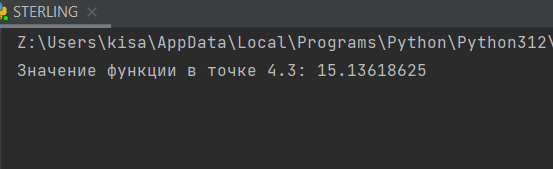 STERLING ×
Z:\Users\kisa\AppData\Local\Programs\Python\Python312\
Значение функции в точке 4.3: 15.13618625